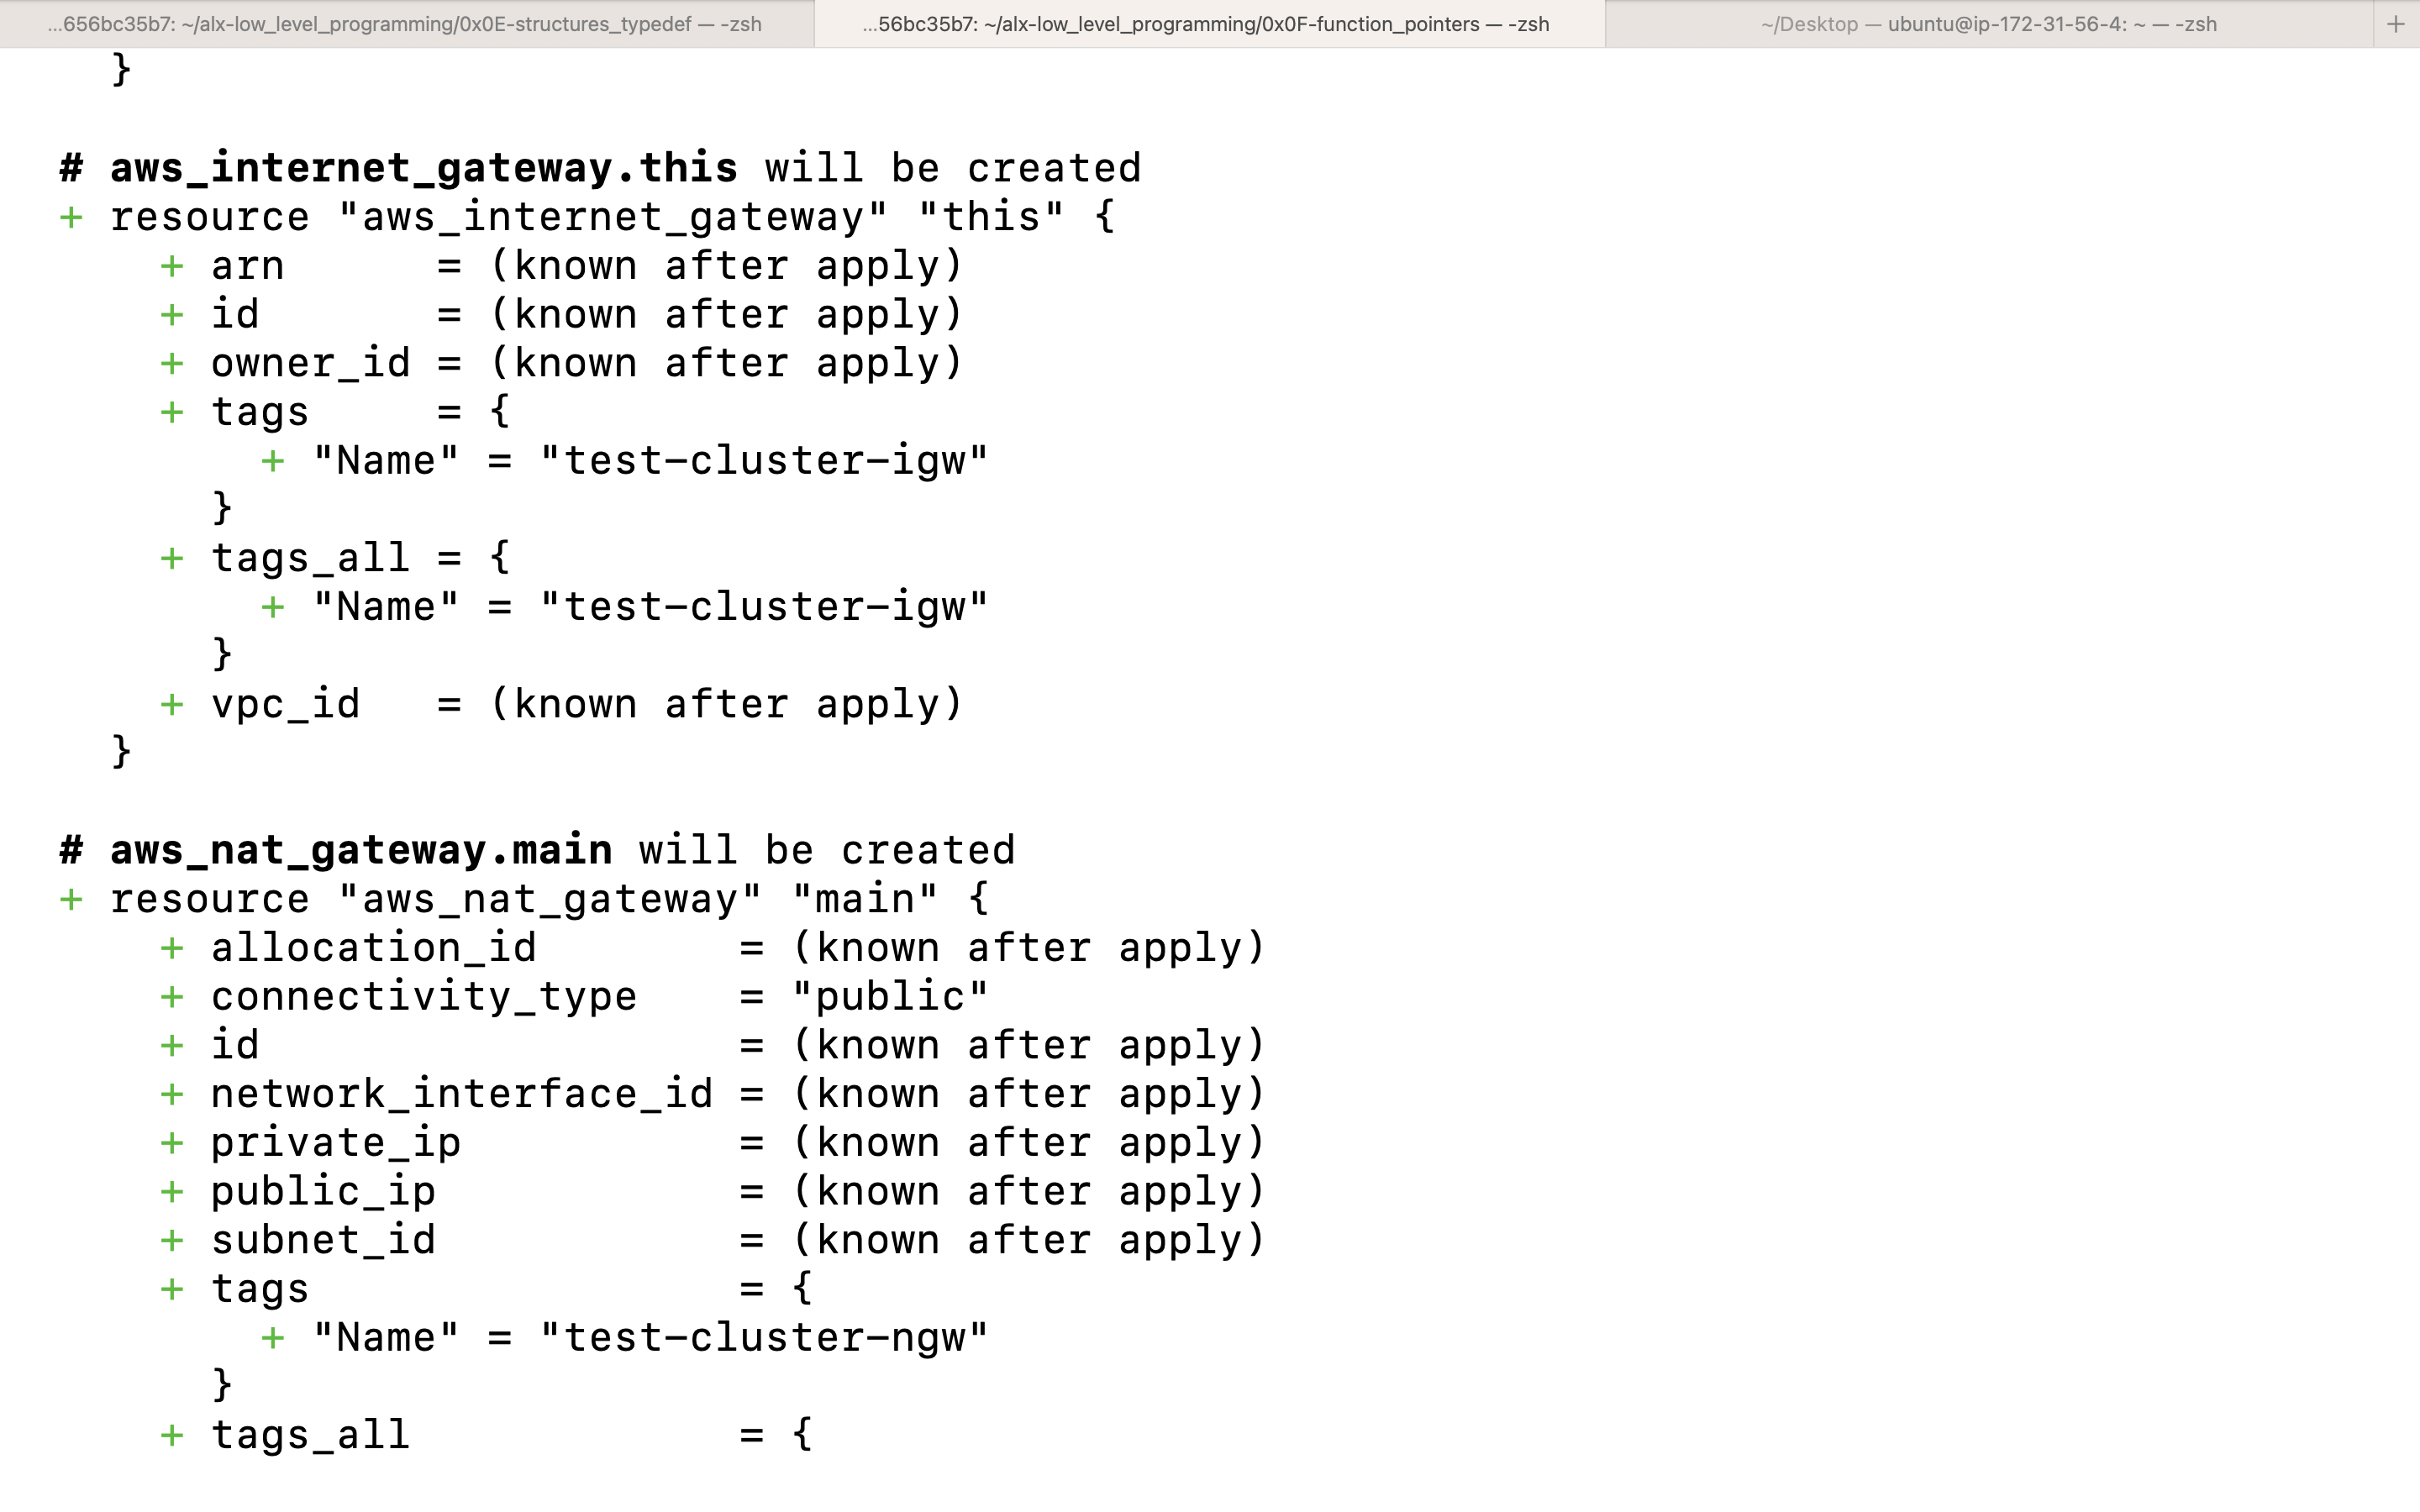 ...656bc35b7: ~/alx-low_level_programming/0x0E-structures_typedef — -zsh
...56bc35b7: ~/alx-low_level_programming/0x0F-function_pointers — -zsh
~/Desktop — ubuntu@ip-172-31-56-4: ~ — -zsh
+
}
# aws_internet_gateway.this will be created
+ resource "aws_internet_gateway" "this" {
+ arn      = (known after apply)
+ id       = (known after apply)
+ owner_id = (known after apply)
+ tags     = {
+ "Name" = "test-cluster-igw"
}
+ tags_all = {
+ "Name" = "test-cluster-igw"
}
+ vpc_id   = (known after apply)
}
# aws_nat_gateway.main will be created
+ resource "aws_nat_gateway" "main" {
+ allocation_id        = (known after apply)
+ connectivity_type    = "public"
+ id                   = (known after apply)
+ network_interface_id = (known after apply)
+ private_ip           = (known after apply)
+ public_ip            = (known after apply)
+ subnet_id            = (known after apply)
+ tags                 = {
+ "Name" = "test-cluster-ngw"
}
+ tags_all             = {